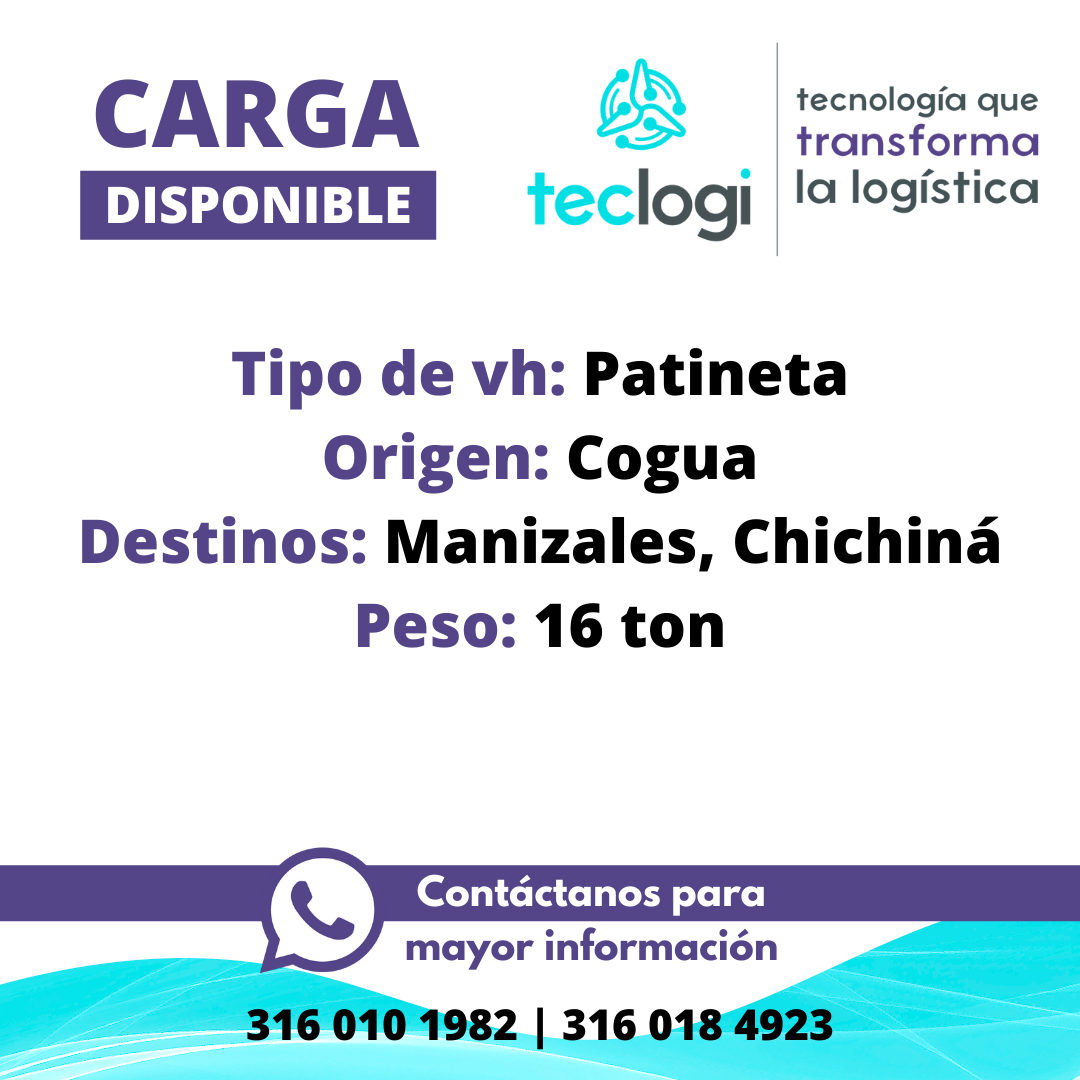 CARGA
DISPONIBLE
teclogi
tecnología que
transforma
la logística
Tipo de vh: Patineta
Origen: Cogua
Destinos: Manizales, Chichiná
Peso: 16 ton
Contáctanos para
mayor información
316 010 1982 | 316 018 4923